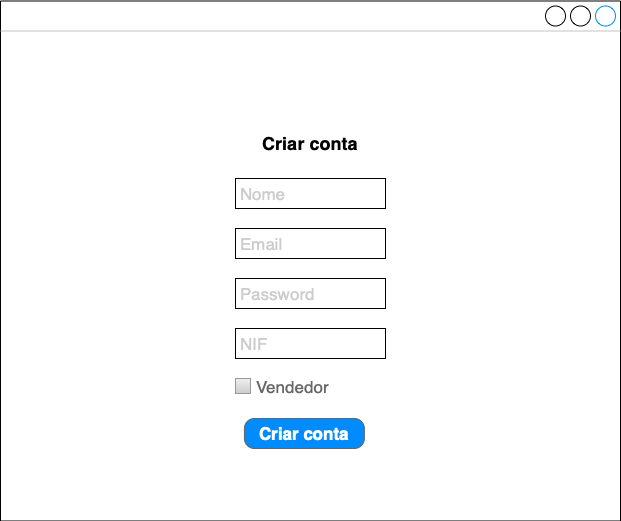 Criar conta
Nome
Email
Password
NIF
Vendedor
Criar conta